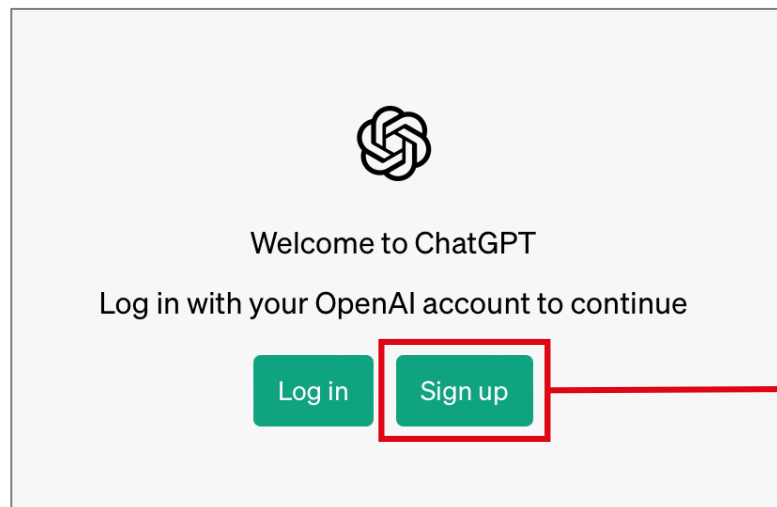 Welcome to ChatGPT
Log in with your OpenAI account to continue
Log in Sign up